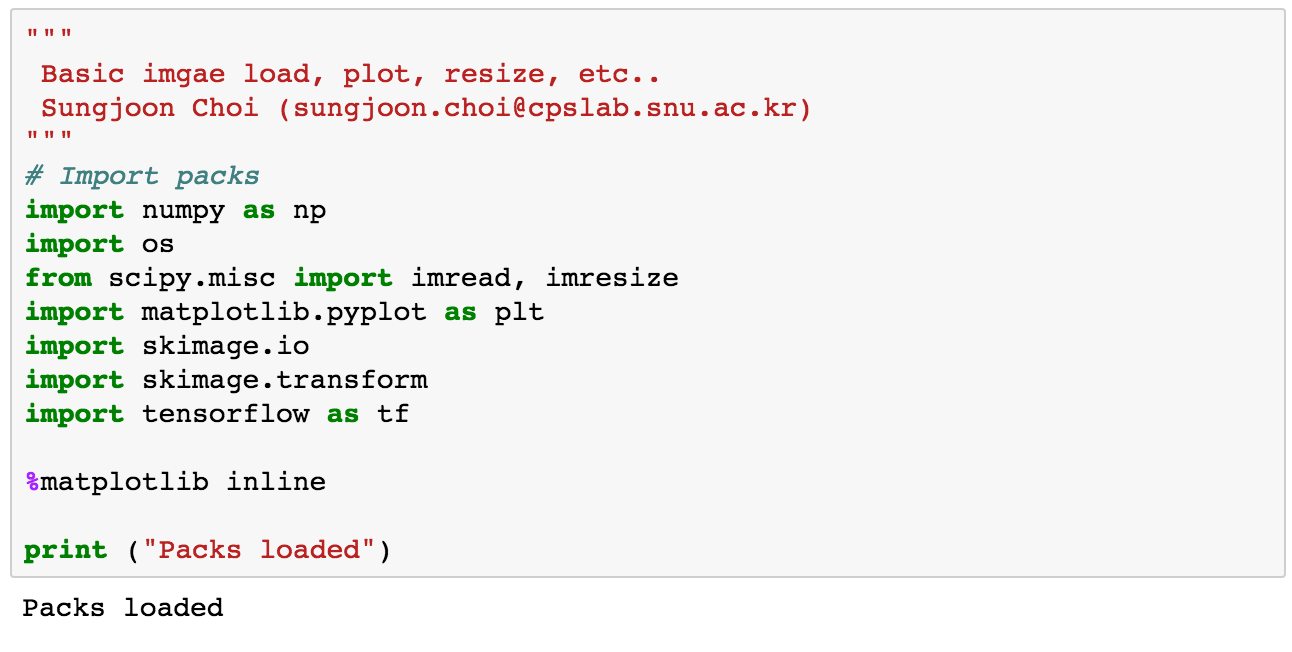 """
Basic imgae load, plot, resize, etc..
Sungjoon Choi (sungjoon.choi@cpslab.snu.ac.kr)
"""
# Import packs
import numpy as np
import os
from scipy.misc import imread, imresize
import matplotlib.pyplot as plt
import skimage.io
import skimage.transform
import tensorflow as tf
%matplotlib inline
print ("Packs loaded")
Packs loaded